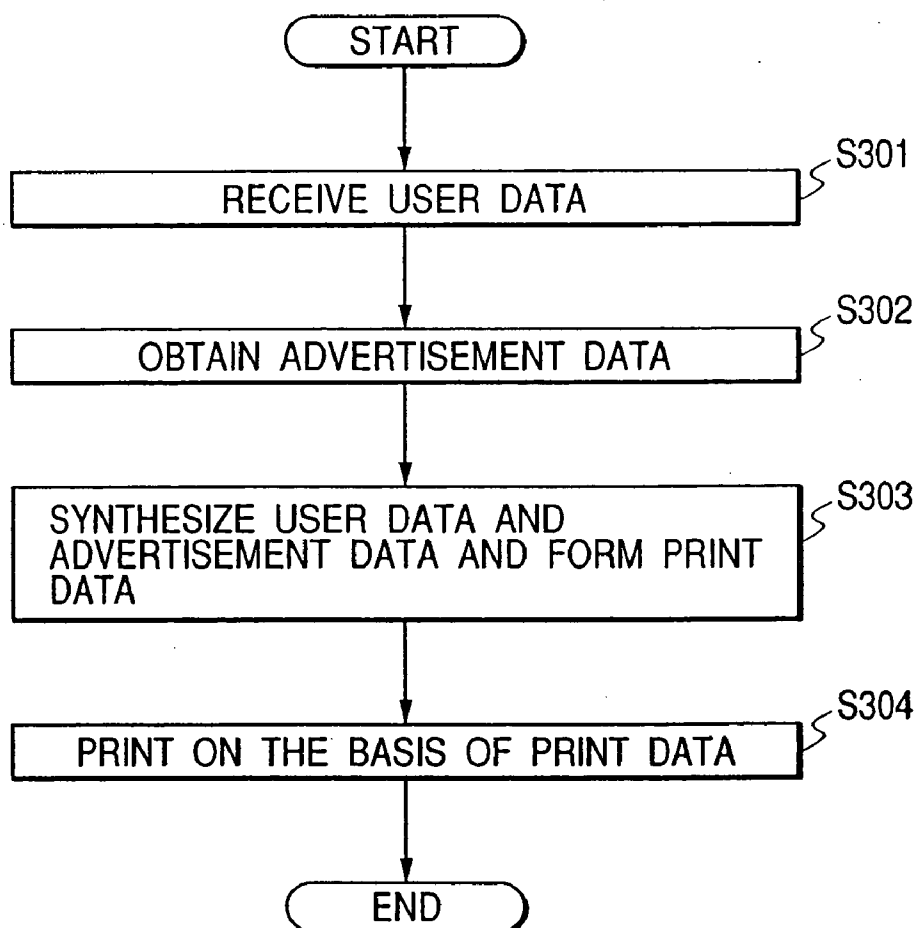 START
S301
RECEIVE USER DATA
S302
OBTAIN ADVERTISEMENT DATA
S303
SYNTHESIZE USER DATA AND
ADVERTISEMENT DATA AND FORM PRINT
DATA
S304
PRINT ON THE BASIS OF PRINT DATA
END